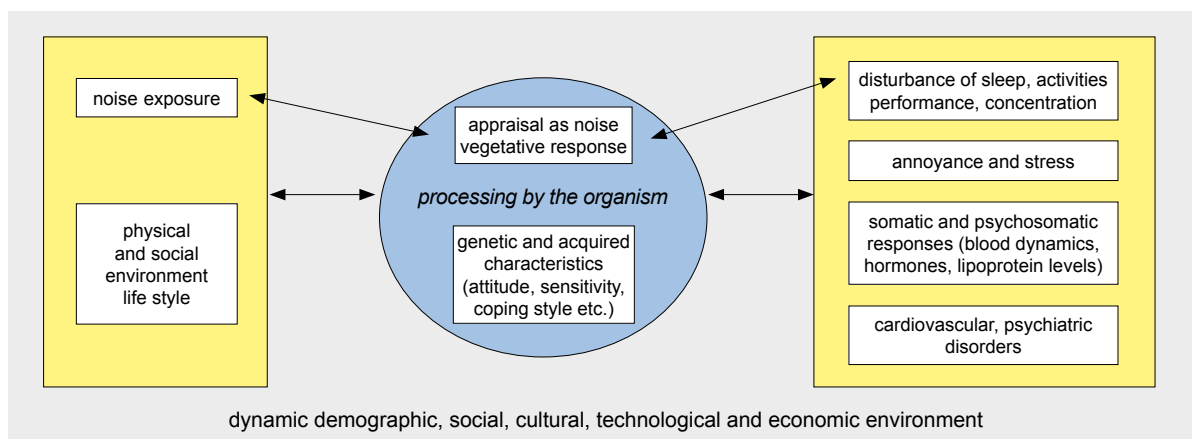 noise exposure
physical
and social
environment
life style
appraisal as noise
vegetative response
processing by the organism
genetic and acquired
characteristics
(attitude, sensitivity,
coping style etc.)
disturbance of sleep, activities
performance, concentration
annoyance and stress
somatic and psychosomatic
responses (blood dynamics,
hormones, lipoprotein levels)
cardiovascular, psychiatric
disorders
dynamic demographic, social, cultural, technological and economic environment